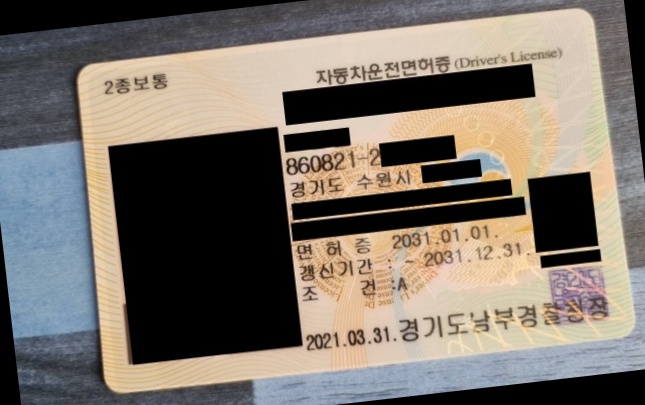 2종보통
자동차운전면허증 (Driver's License)
860821-2
경기도 수원시
면 허 증 2031.01.01.
갱신기간 : ~ 2031.12.31.
조 건 :A
2021.03.31. 경기도남부경찰청장